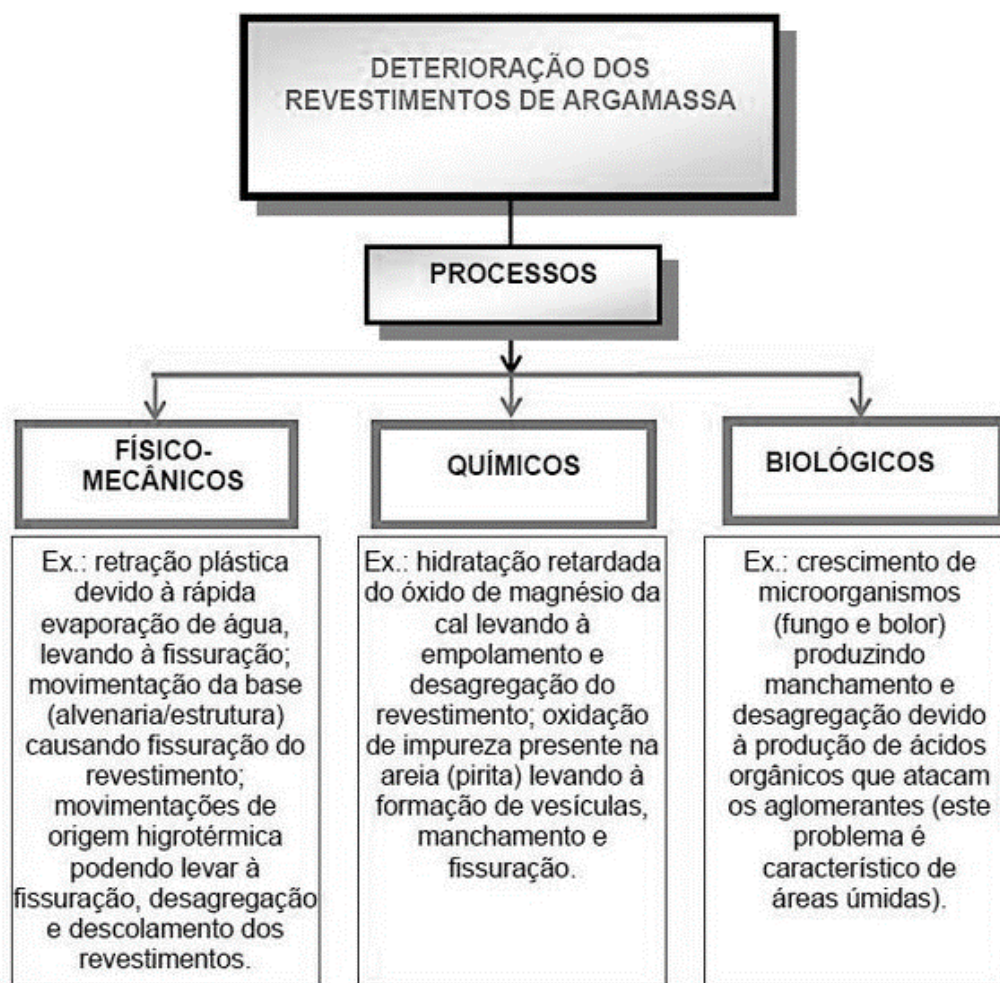 DETERIORAÇÃO DOS
REVESTIMENTOS DE ARGAMASSA
PROCESSOS
FÍSICO-
MECÂNICOS
Ex.: retração plástica
devido à rápida
evaporação de água,
levando à fissuração;
movimentação da base
(alvenaria/estrutura)
causando fissuração do
revestimento;
movimentações de
origem higrotérmica
podendo levar à
fissuração, desagregação
e descolamento dos
revestimentos.
QUÍMICOS
Ex.: hidratação retardada
do óxido de magnésio da
cal levando à
empolamento e
desagregação do
revestimento; oxidação
de impureza presente na
areia (pirita) levando à
formação de vesículas,
manchamento e
fissuração.
BIOLÓGICOS
Ex.: crescimento de
microorganismos
(fungo e bolor)
produzindo
manchamento e
desagregação devido
à produção de ácidos
orgânicos que atacam
os aglomerantes (este
problema é
característico de
áreas úmidas).